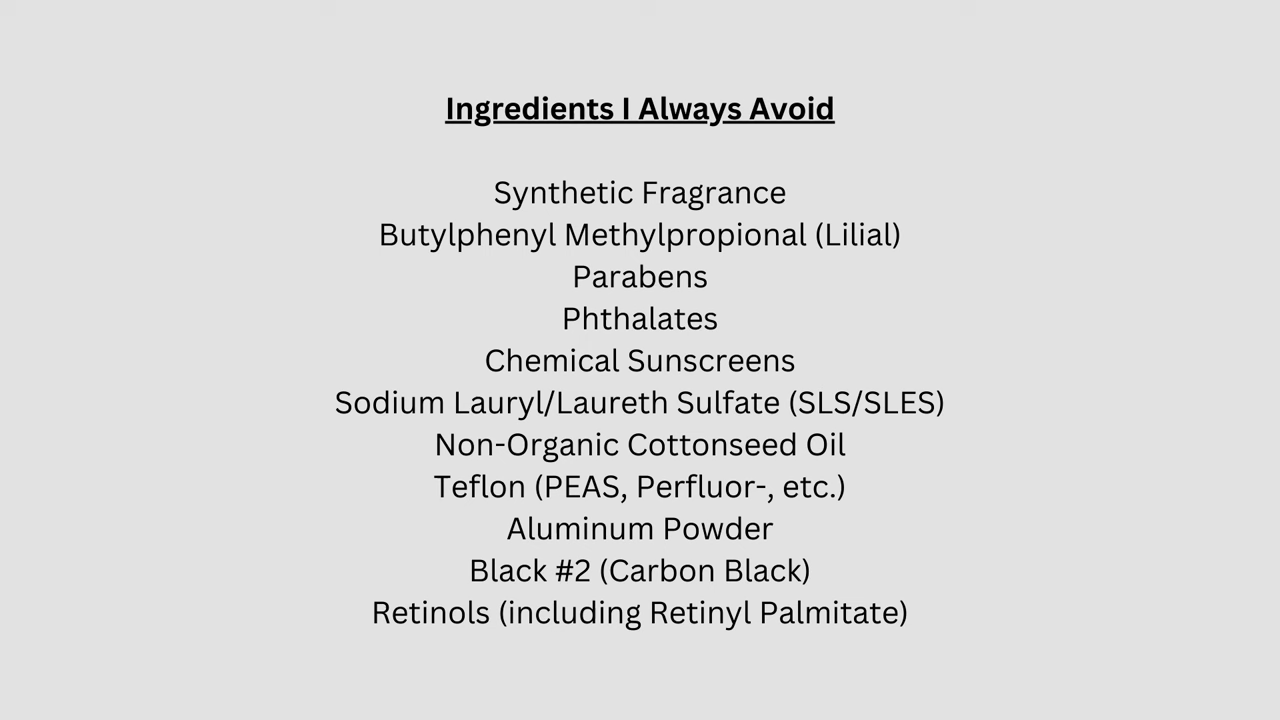 Ingredients I Always Avoid
Synthetic Fragrance
Butylphenyl Methylpropional (Lilial)
Parabens
Phthalates
Chemical Sunscreens
Sodium Lauryl/Laureth Sulfate (SLS/SLES)
Non-Organic Cottonseed Oil
Teflon (PEAS, Perfluor-, etc.)
Aluminum Powder
Black #2 (Carbon Black)
Retinols (including Retinyl Palmitate)